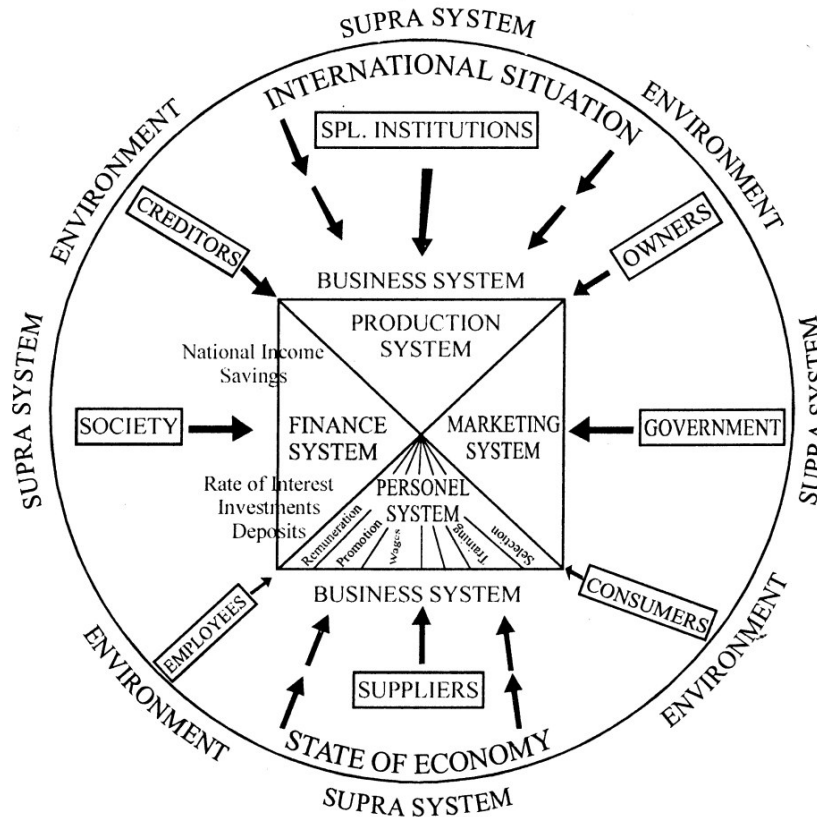 SUPRA SYSTEM
INTERNATIONAL SITUATION
ENVIRONMENT
ENVIRONMENT
SPL. INSTITUTIONS
CREDITORS
OWNERS
BUSINESS SYSTEM
PRODUCTION
SYSTEM
National Income
Savings
SUPRA SYSTEM
SUPRA SYSTEM
SOCIETY
FINANCE
SYSTEM
MARKETING
SYSTEM
GOVERNMENT
Rate of Interest
Investments
Deposits
PERSONEL
SYSTEM
Remuneration
Promotion
Wages
Training
Selection
BUSINESS SYSTEM
EMPLOYEES
CONSUMERS
SUPPLIERS
ENVIRONMENT
ENVIRONMENT
STATE OF ECONOMY
SUPRA SYSTEM